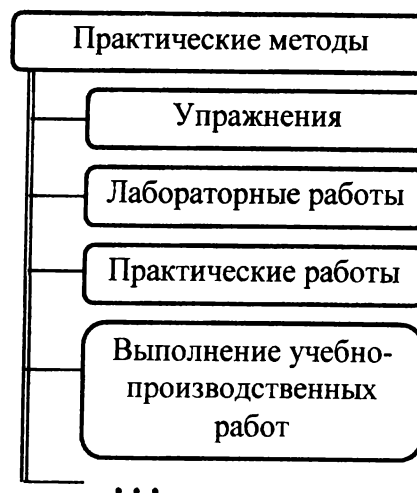 Практические методы
Упражнения
Лабораторные работы
Практические работы
Выполнение учебно-
производственных
работ
...